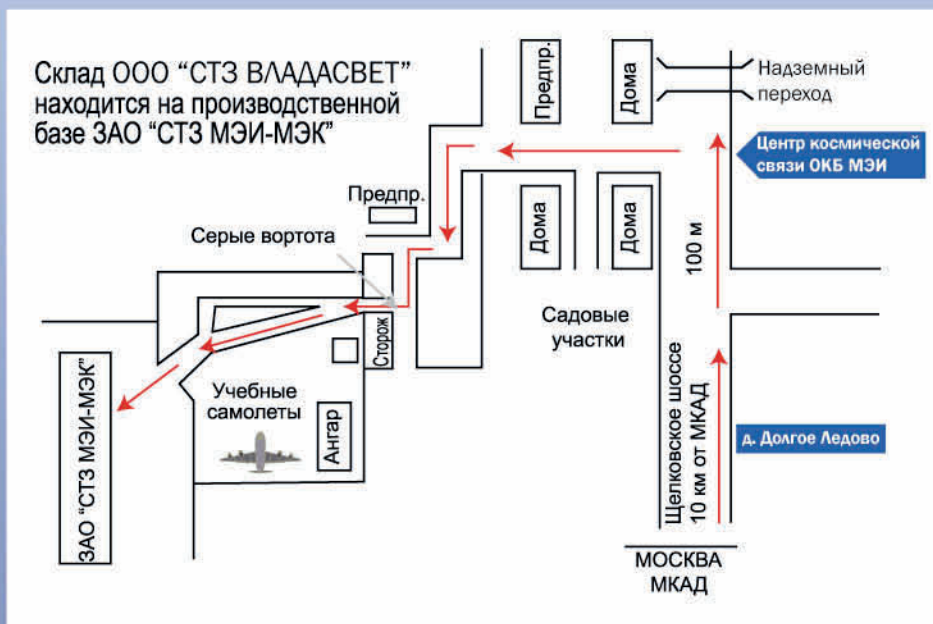 Склад ООО “СТЗ ВЛАДАСВЕТ”
находится на производственной
базе ЗАО “СТЗ МЭИ-МЭК”
Предпр.
Дома
Надземный
переход
Центр космической
связи ОКБ МЭИ
Предпр.
Серые вортота
Дома
Дома
100 м
Садовые
участки
Сторож
Учебные
самолеты
Ангар
ЗАО “СТЗ МЭИ-МЭК”
Щелковское шоссе
10 км от МКАД
д. Долгое Ледово
МОСКВА
МКАД